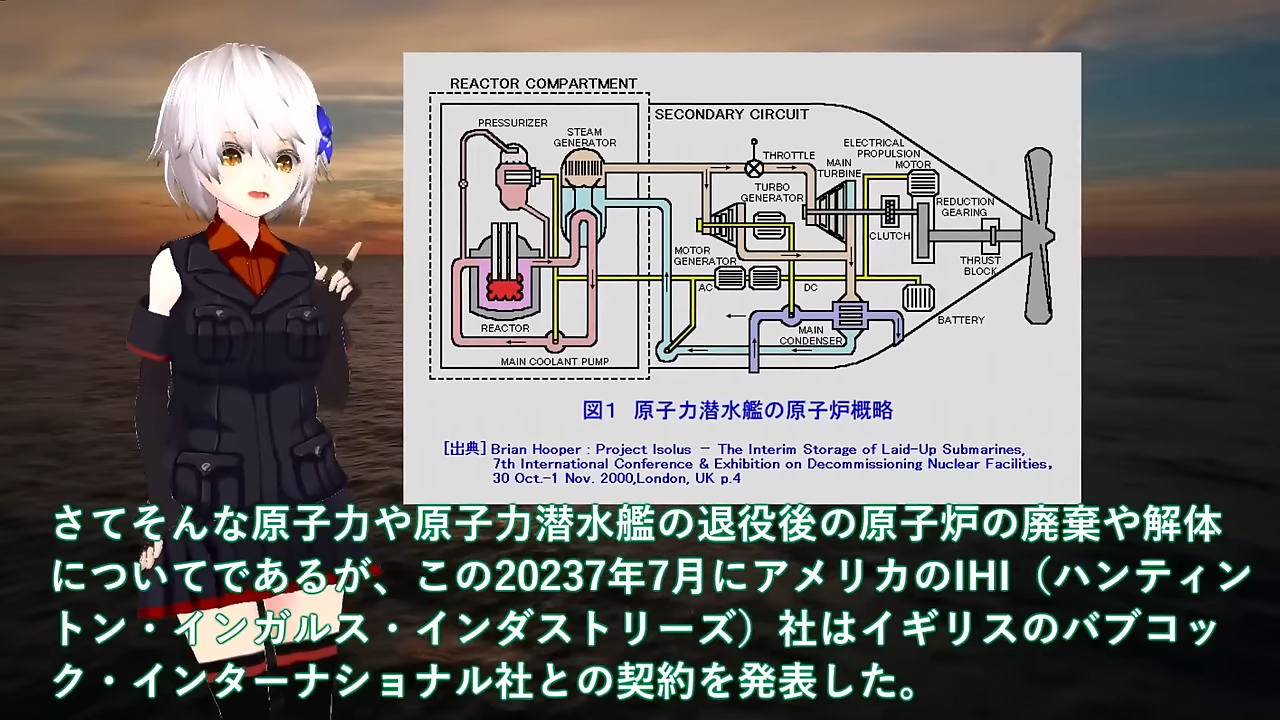 REACTOR COMPARTMENT
SECONDARY CIRCUIT
PRESSURIZER
STEAM
GENERATOR
THROTTLE
ELECTRICAL
PROPULSION
MOTOR
MAIN
TURBINE
TURBO
GENERATOR
REDUCTION
GEARING
CLUTCH
MOTOR
GENERATOR
THRUST
BLOCK
AC
DC
BATTERY
REACTOR
MAIN
CONDENSER
MAIN COOLANT PUMP
図1 原子力潜水艦の原子炉概略
[出典] Brian Hooper : Project Isolus － The Interim Storage of Laid-Up Submarines,
7th International Conference & Exhibition on Decommissioning Nuclear Facilities,
30 Oct.-1 Nov. 2000,London, UK p.4
さてそんな原子力や原子力潜水艦の退役後の原子炉の廃棄や解体
についてであるが、この20237年7月にアメリカのIHI（ハンティン
トン・インガルス・インダストリーズ）社はイギリスのバブコッ
ク・インターナショナル社との契約を発表した。